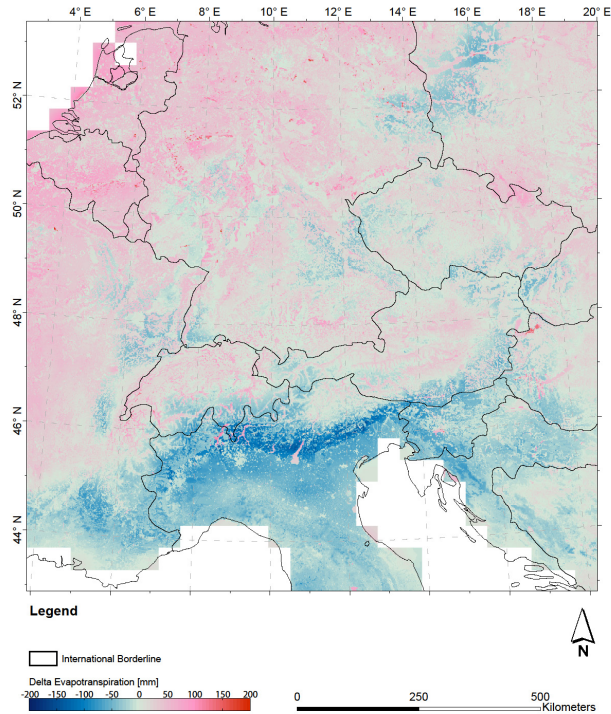 4 E 6 E 8 E 10 E 12 E 14 E 16 E 18 E 20 E
52° N
50° N
48° N
46° N
44° N
Legend
N
International Borderline
Delta Evapotranspiration [mm]
-200 -150 -100 -50 0 50 100 150 200
0 250 500
Kilometers